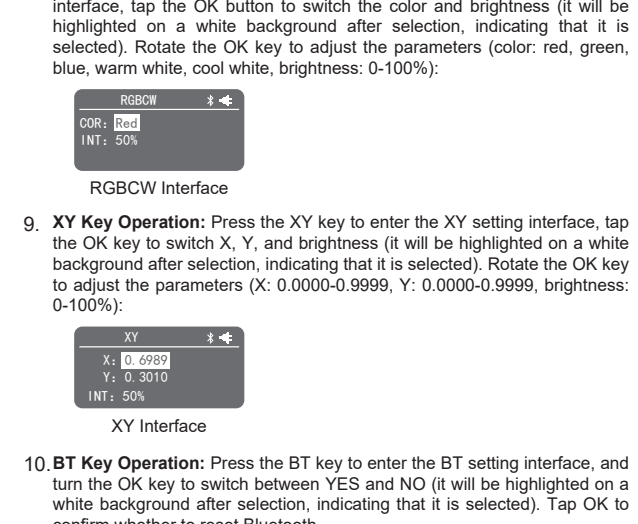 interface, tap the OK button to switch the color and brightness (it will be
highlighted on a white background after selection, indicating that it is
selected). Rotate the OK key to adjust the parameters (color: red, green,
blue, warm white, cool white, brightness: 0-100%):
RGBCW
COR: Red
INT: 50%
RGBCW Interface
9. XY Key Operation: Press the XY key to enter the XY setting interface, tap
the OK key to switch X, Y, and brightness (it will be highlighted on a white
background after selection, indicating that it is selected). Rotate the OK key
to adjust the parameters (X: 0.0000-0.9999, Y: 0.0000-0.9999, brightness:
0-100%):
XY
X: 0.6989
Y: 0.3010
INT: 50%
XY Interface
10. BT Key Operation: Press the BT key to enter the BT setting interface, and
turn the OK key to switch between YES and NO (it will be highlighted on a
white background after selection, indicating that it is selected). Tap OK to
confirm whether to reset Bluetooth